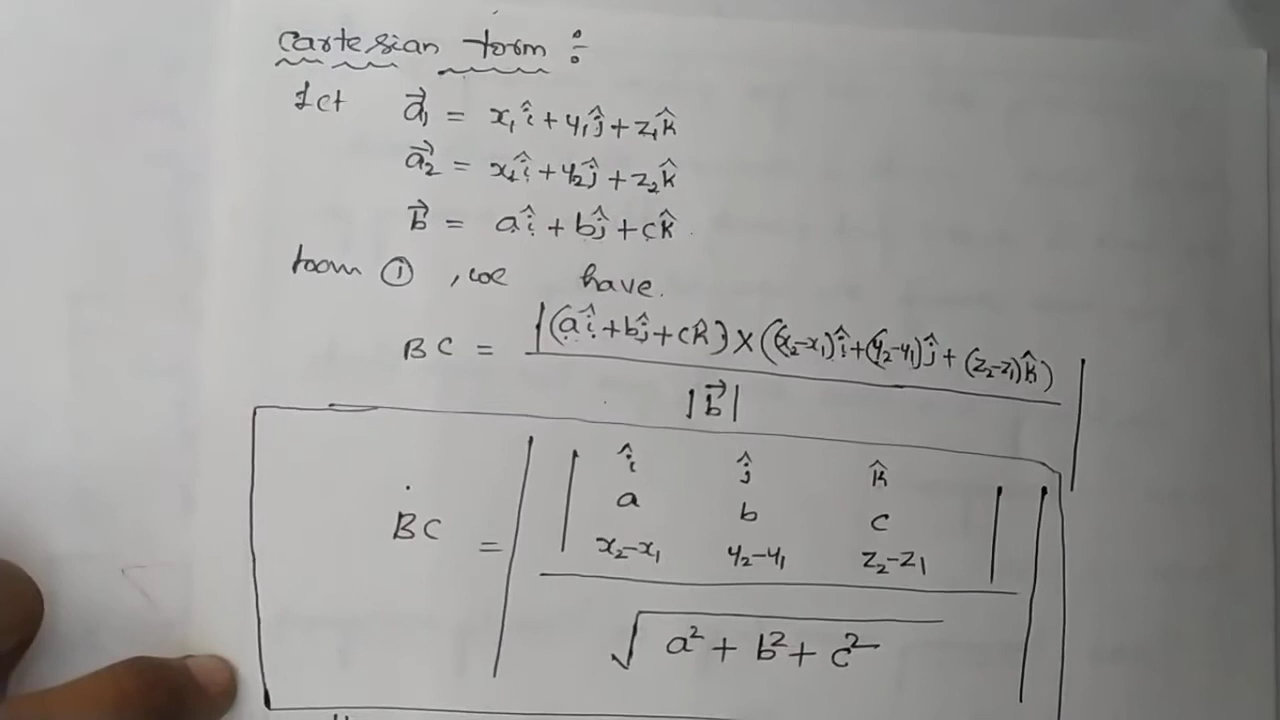 Cartesian form :
Let a⃗₁ = x₁î + y₁ĵ + z₁k̂
a⃗₂ = x₂î + y₂ĵ + z₂k̂
b⃗ = aî + bĵ + ck̂
from ①, we have.
BC = |(aî + bĵ + ck̂) × ((x₂-x₁)î + (y₂-y₁)ĵ + (z₂-z₁)k̂)|
|b⃗|
î ĵ k̂
a b c
BC = | x₂-x₁ y₂-y₁ z₂-z₁ |
√a² + b² + c²